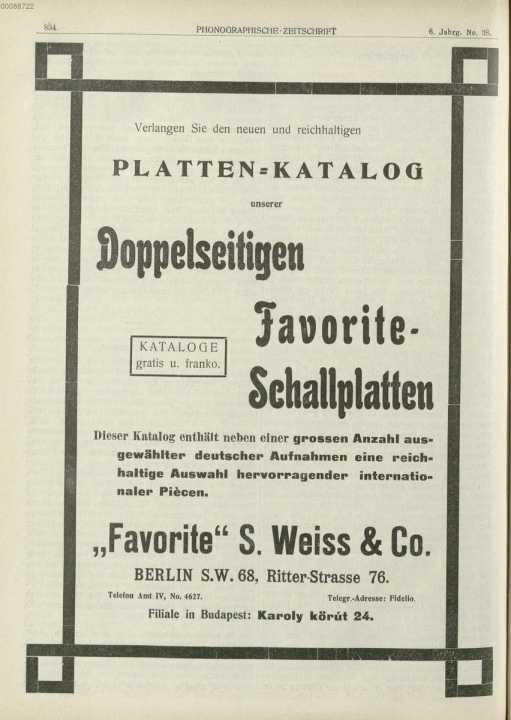 00088722
854
PHONOGRAPHISCHE ZEITSCHRIFT
6. Jahrg. No. 38.
Verlangen Sie den neuen und reichhaltigen
PLATTEN=KATALOG
unserer
Doppelseitigen
Favorite-
KATALOGE
gratis u. franko.
Schallplatten
Dieser Katalog enthält neben einer grossen Anzahl aus-
gewählter deutscher Aufnahmen eine reich-
haltige Auswahl hervorragender internatio-
naler Piècen.
„Favorite“ S. Weiss & Co.
BERLIN S.W. 68, Ritter-Strasse 76.
Telefon Amt IV, No. 4627.
Telegr.-Adresse: Fidelio.
Filiale in Budapest: Karoly körút 24.